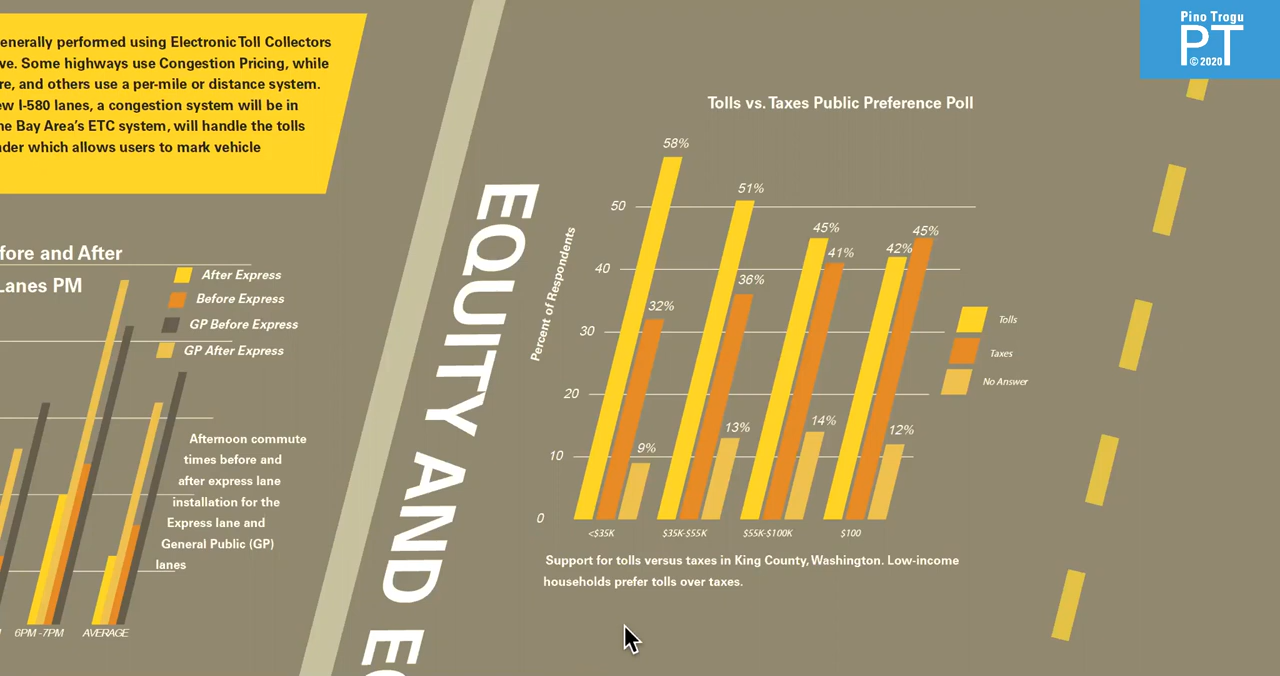 enerally performed using Electronic Toll Collectors
ve. Some highways use Congestion Pricing, while
re, and others use a per-mile or distance system.
ew I-580 lanes, a congestion system will be in
he Bay Area's ETC system, will handle the tolls
nder which allows users to mark vehicle
fore and After
Lanes PM
After Express
Before Express
GP Before Express
GP After Express
Afternoon commute
times before and
after express lane
installation for the
Express lane and
General Public (GP)
lanes
6PM -7PM
AVERAGE
EQUITY AND EC
Pino Trogu
PT
© 2020
Tolls vs. Taxes Public Preference Poll
Percent of Respondents
50
40
30
20
10
0
58%
32%
9%
51%
36%
13%
45%
41%
14%
42%
45%
12%
<$35K
$35K-$55K
$55K-$100K
$100
Tolls
Taxes
No Answer
Support for tolls versus taxes in King County, Washington. Low-income
households prefer tolls over taxes.